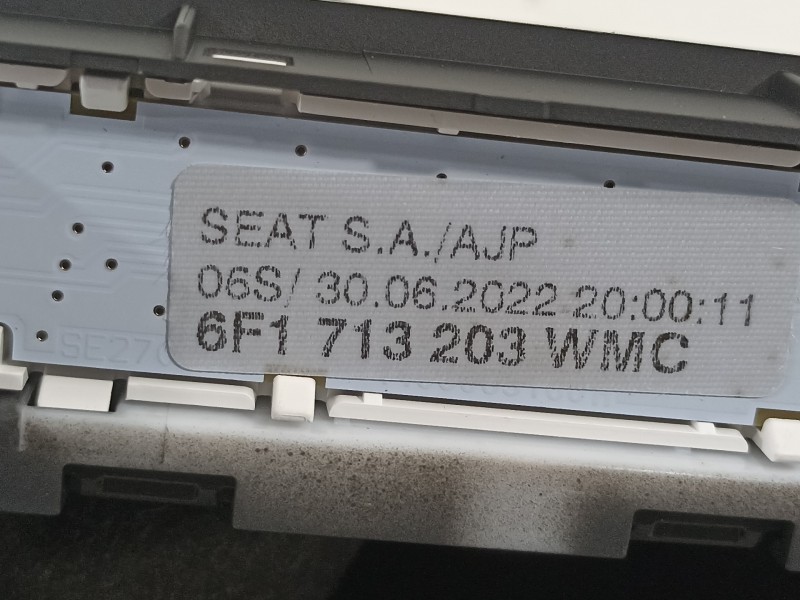 SEAT S.A./AJP
06S/ 30.06.2022 20:00:11
6F1 713 203 WMC